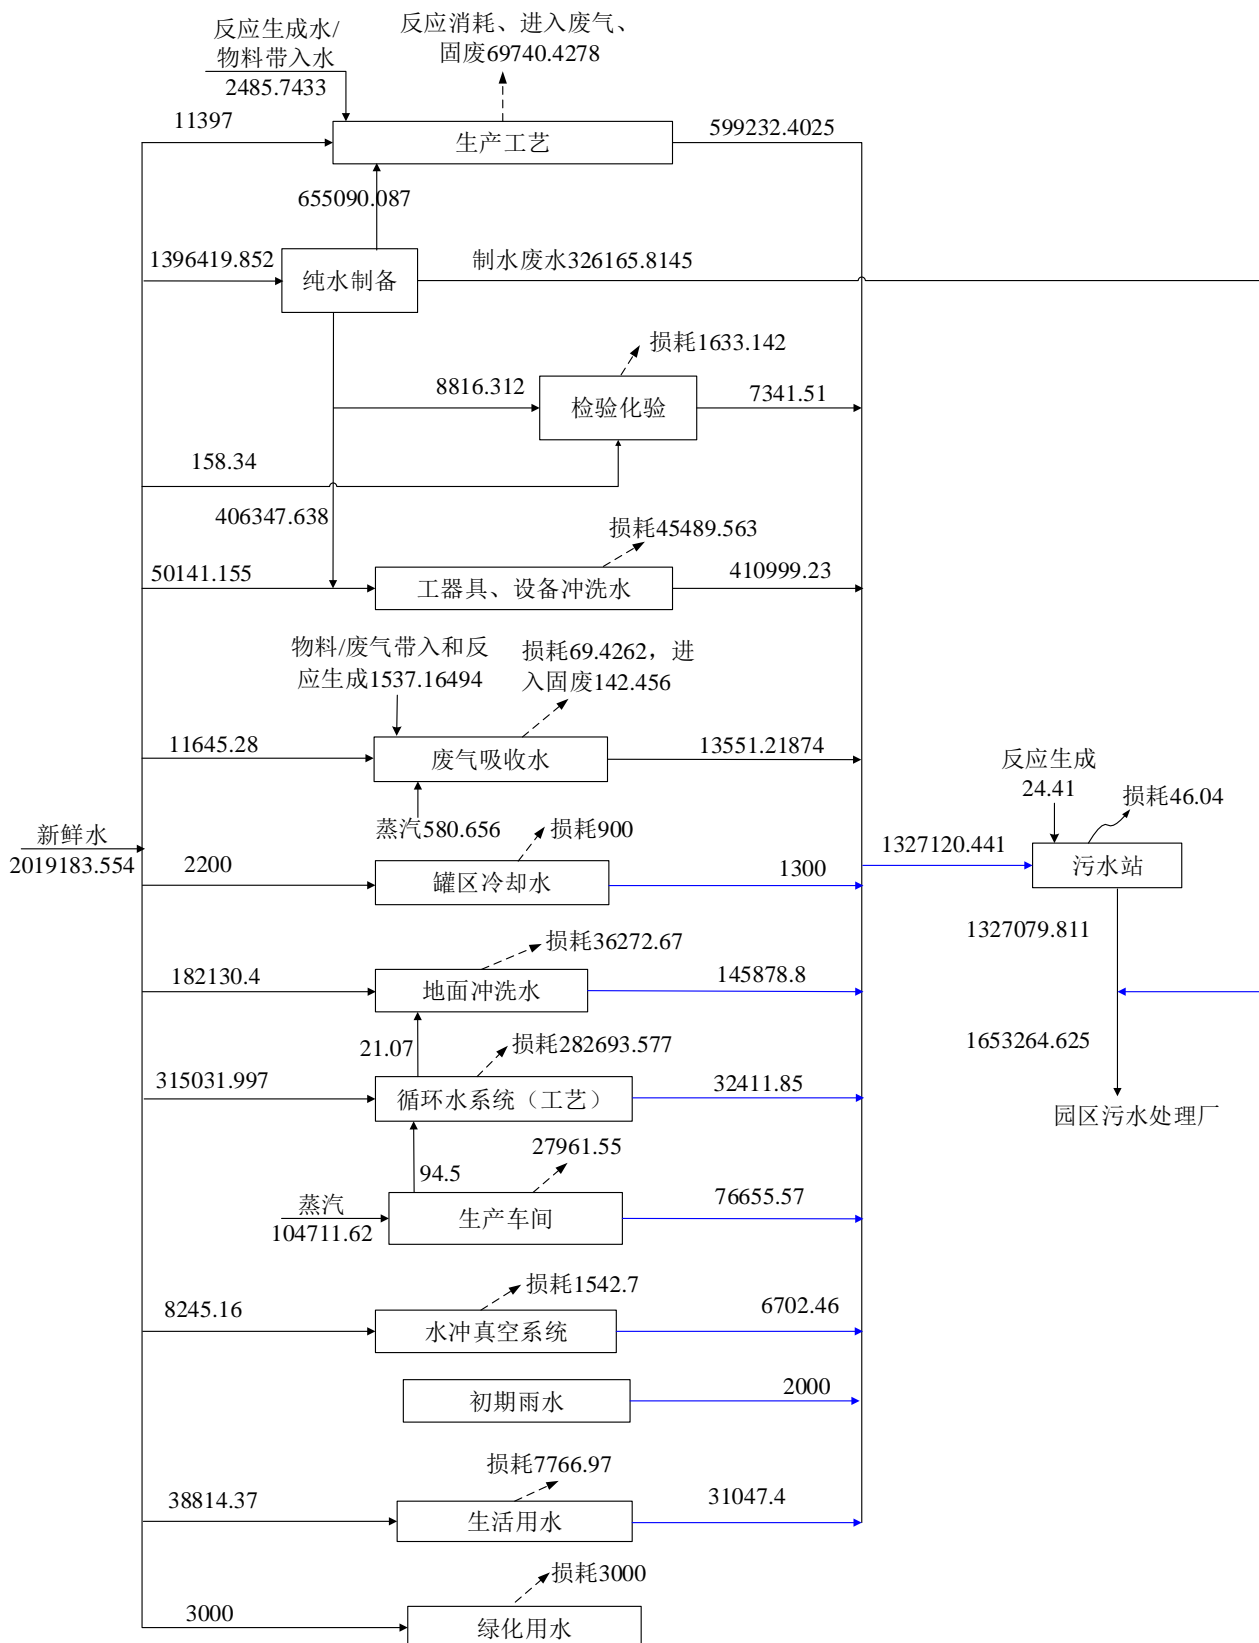 反应生成水/
物料带入水
2485.7433
反应消耗、进入废气、
固废69740.4278
11397
生产工艺
599232.4025
655090.087
1396419.852
纯水制备
制水废水326165.8145
损耗1633.142
8816.312
检验化验
7341.51
158.34
406347.638
损耗45489.563
50141.155
工器具、设备冲洗水
410999.23
物料/废气带入和反
应生成1537.16494
损耗69.4262，进
入固废142.456
11645.28
废气吸收水
13551.21874
蒸汽580.656
反应生成
24.41
损耗46.04
新鲜水
2019183.554
损耗900
2200
罐区冷却水
1300
1327120.441
污水站
1327079.811
损耗36272.67
182130.4
地面冲洗水
145878.8
21.07
损耗282693.577
315031.997
循环水系统（工艺）
32411.85
1653264.625
园区污水处理厂
94.5
27961.55
蒸汽
104711.62
生产车间
76655.57
损耗1542.7
8245.16
水冲真空系统
6702.46
初期雨水
2000
损耗7766.97
38814.37
生活用水
31047.4
损耗3000
3000
绿化用水